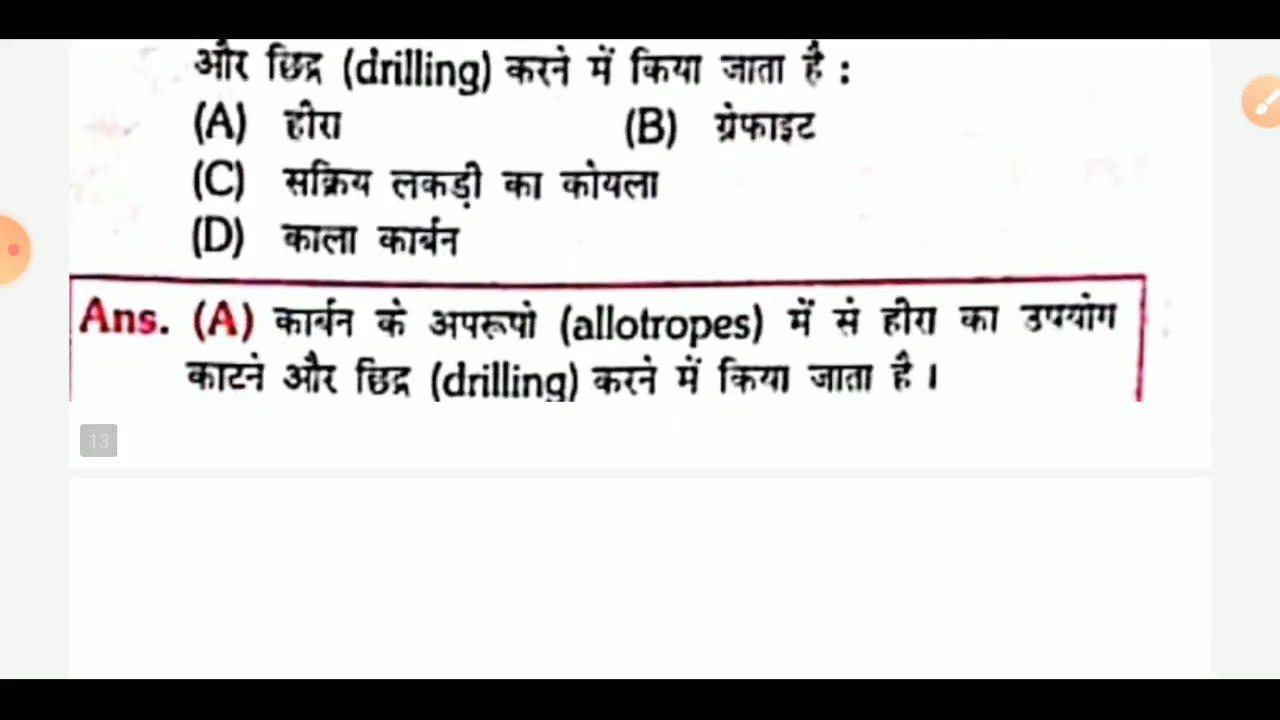 और छिद्र (drilling) करने में किया जाता है :
(A) हीरा (B) ग्रेफाइट
(C) सक्रिय लकड़ी का कोयला
(D) काला कार्बन
Ans. (A) कार्बन के अपरूपो (allotropes) में से हीरा का उपयोग
काटने और छिद्र (drilling) करने में किया जाता है ।
13